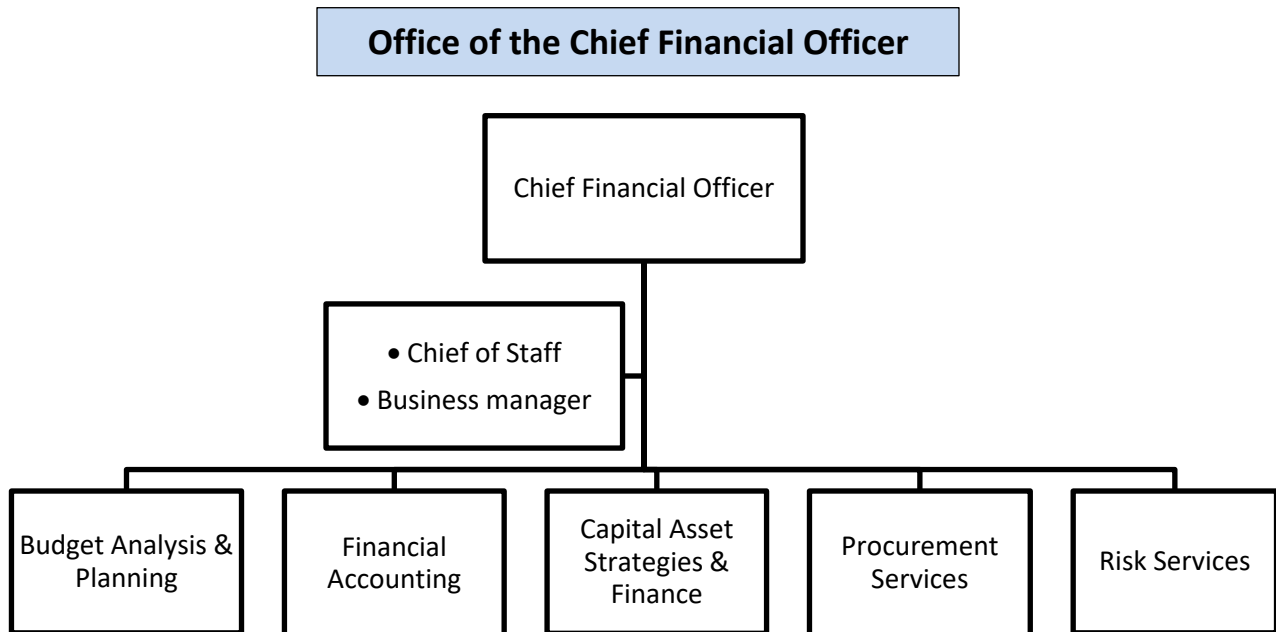 Office of the Chief Financial Officer
Chief Financial Officer
• Chief of Staff
• Business manager
Budget Analysis &
Planning
Financial
Accounting
Capital Asset
Strategies &
Finance
Procurement
Services
Risk Services